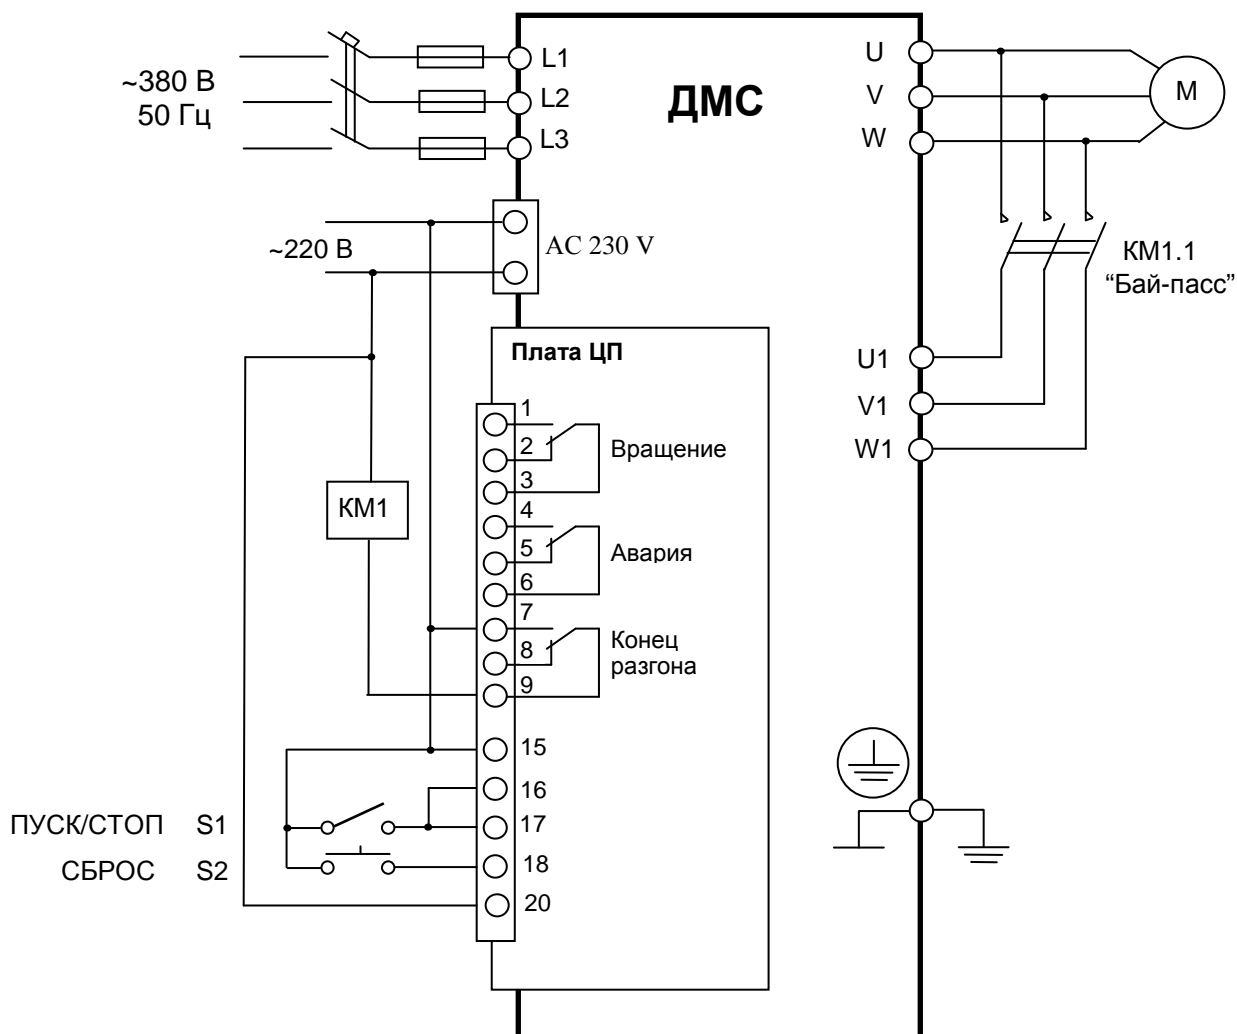 ~380 В
50 Гц
L1
L2
L3
ДМС
U
V
W
М
~220 В
AC 230 V
КМ1.1
“Бай-пасс”
Плата ЦП
U1
V1
W1
1
2
3
Вращение
КМ1
4
5
6
Авария
7
8
9
Конец
разгона
15
16
17
18
20
ПУСК/СТОП S1
СБРОС S2